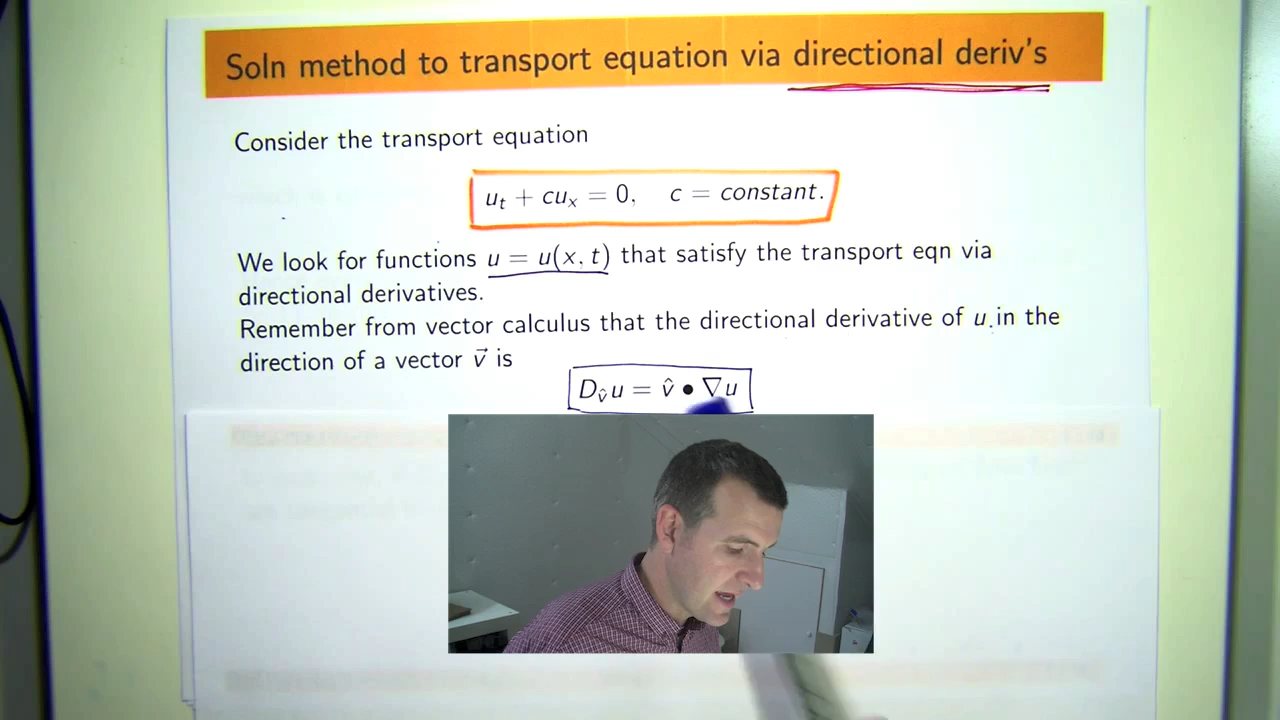 Soln method to transport equation via directional deriv's
Consider the transport equation
u_t + cu_x = 0, c = constant.
We look for functions u = u(x, t) that satisfy the transport eqn via
directional derivatives.
Remember from vector calculus that the directional derivative of u in the
direction of a vector v⃗ is
D_v̂ u = v̂ • ∇u